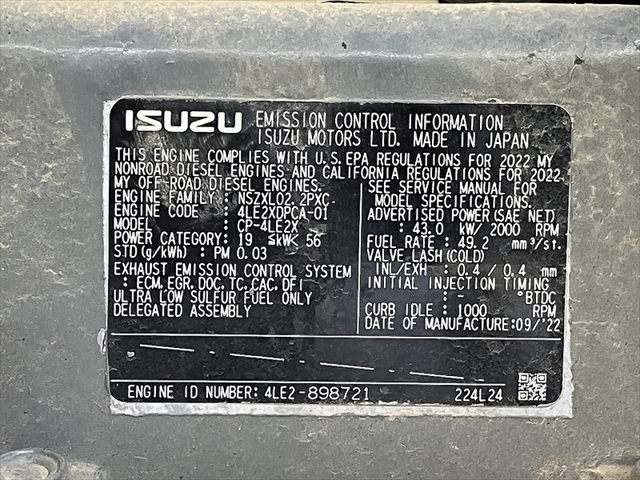 ISUZU EMISSION CONTROL INFORMATION
ISUZU MOTORS LTD. MADE IN JAPAN
THIS ENGINE COMPLIES WITH U.S. EPA REGULATIONS FOR 2022 MY
NONROAD DIESEL ENGINES AND CALIFORNIA REGULATIONS FOR 2022
MY OFF-ROAD DIESEL ENGINES.
ENGINE FAMILY : NSZXL02.2PXC
ENGINE CODE : 4LE2XDPCA-01
MODEL : CP-4LE2X
POWER CATEGORY: 19 ≤kW< 56
STD (g/kWh) : PM 0.03
EXHAUST EMISSION CONTROL SYSTEM
: ECM, EGR, DOC, TC, CAC, DFI
ULTRA LOW SULFUR FUEL ONLY
DELEGATED ASSEMBLY
SEE SERVICE MANUAL FOR
MODEL SPECIFICATIONS.
ADVERTISED POWER(SAE NET)
: 43.0 kW/ 2000 RPM
FUEL RATE : 49.2 mm³/st.
VALVE LASH (COLD)
INL/EXH : 0.4 / 0.4 mm
INITIAL INJECTION TIMING
: - °BTDC
CURB IDLE : 1000 RPM
DATE OF MANUFACTURE:09/'22
ENGINE ID NUMBER: 4LE2-898721
224L24